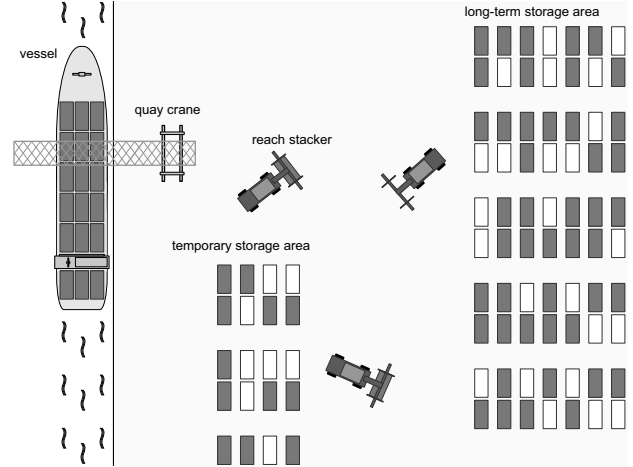 long-term storage area
vessel
quay crane
reach stacker
temporary storage area